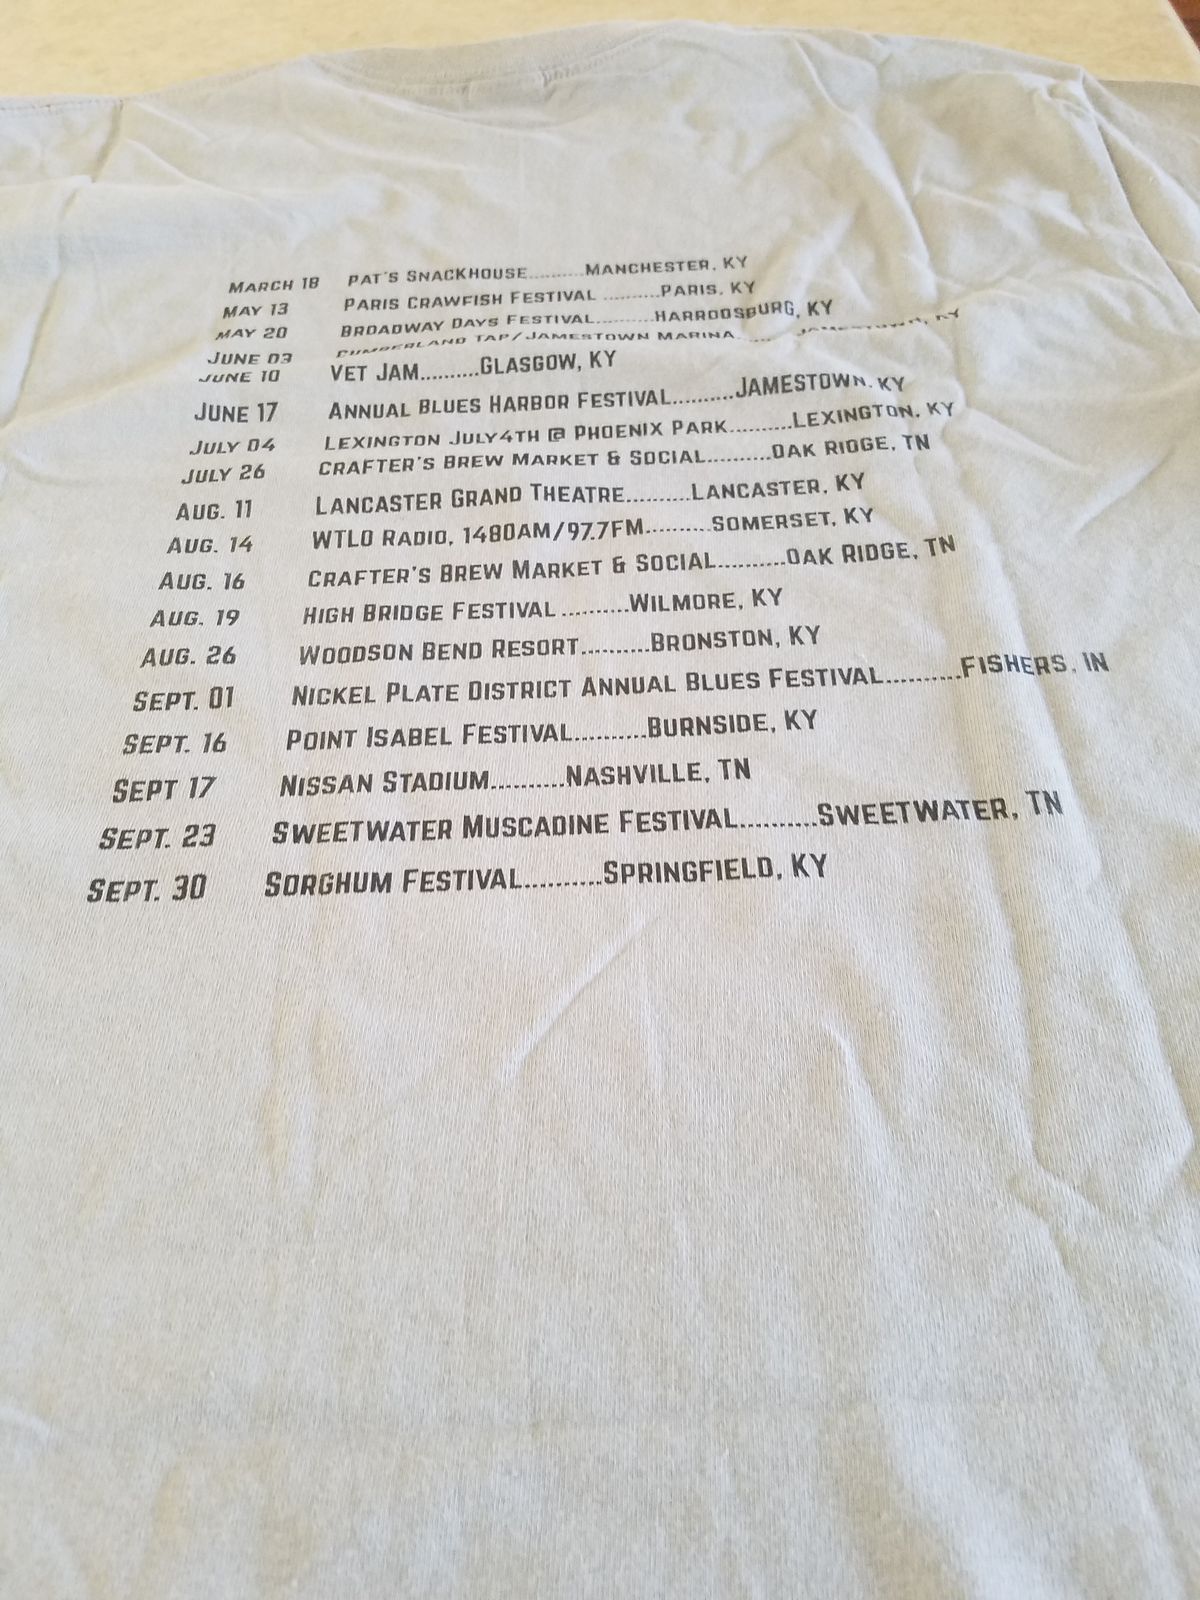 MARCH 18 PAT'S SNACKHOUSE..........MANCHESTER, KY
MAY 13 PARIS CRAWFISH FESTIVAL ..........PARIS, KY
MAY 20 BROADWAY DAYS FESTIVAL..........HARRODSBURG, KY
JUNE 03 CUMBERLAND TAP/JAMESTOWN MARINA. ... JAMESTOWN, KY
JUNE 10 VET JAM..........GLASGOW, KY
JUNE 17 ANNUAL BLUES HARBOR FESTIVAL..........JAMESTOWN, KY
JULY 04 LEXINGTON JULY4TH @ PHOENIX PARK..........LEXINGTON, KY
JULY 26 CRAFTER'S BREW MARKET & SOCIAL..........OAK RIDGE, TN
AUG. 11 LANCASTER GRAND THEATRE..........LANCASTER, KY
AUG. 14 WTLO RADIO, 1480AM/97.7FM..........SOMERSET, KY
AUG. 16 CRAFTER'S BREW MARKET & SOCIAL..........OAK RIDGE, TN
AUG. 19 HIGH BRIDGE FESTIVAL ..........WILMORE, KY
AUG. 26 WOODSON BEND RESORT..........BRONSTON, KY
SEPT. 01 NICKEL PLATE DISTRICT ANNUAL BLUES FESTIVAL..........FISHERS, IN
SEPT. 16 POINT ISABEL FESTIVAL..........BURNSIDE, KY
SEPT 17 NISSAN STADIUM..........NASHVILLE, TN
SEPT. 23 SWEETWATER MUSCADINE FESTIVAL..........SWEETWATER, TN
SEPT. 30 SORGHUM FESTIVAL..........SPRINGFIELD, KY